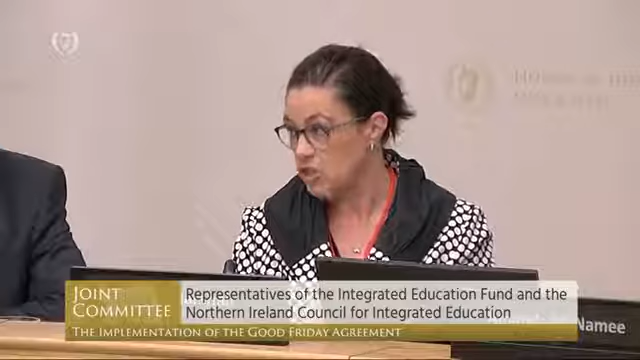 JOINT
COMMITTEE
Representatives of the Integrated Education Fund and the
Northern Ireland Council for Integrated Education
THE IMPLEMENTATION OF THE GOOD FRIDAY AGREEMENT
Namee